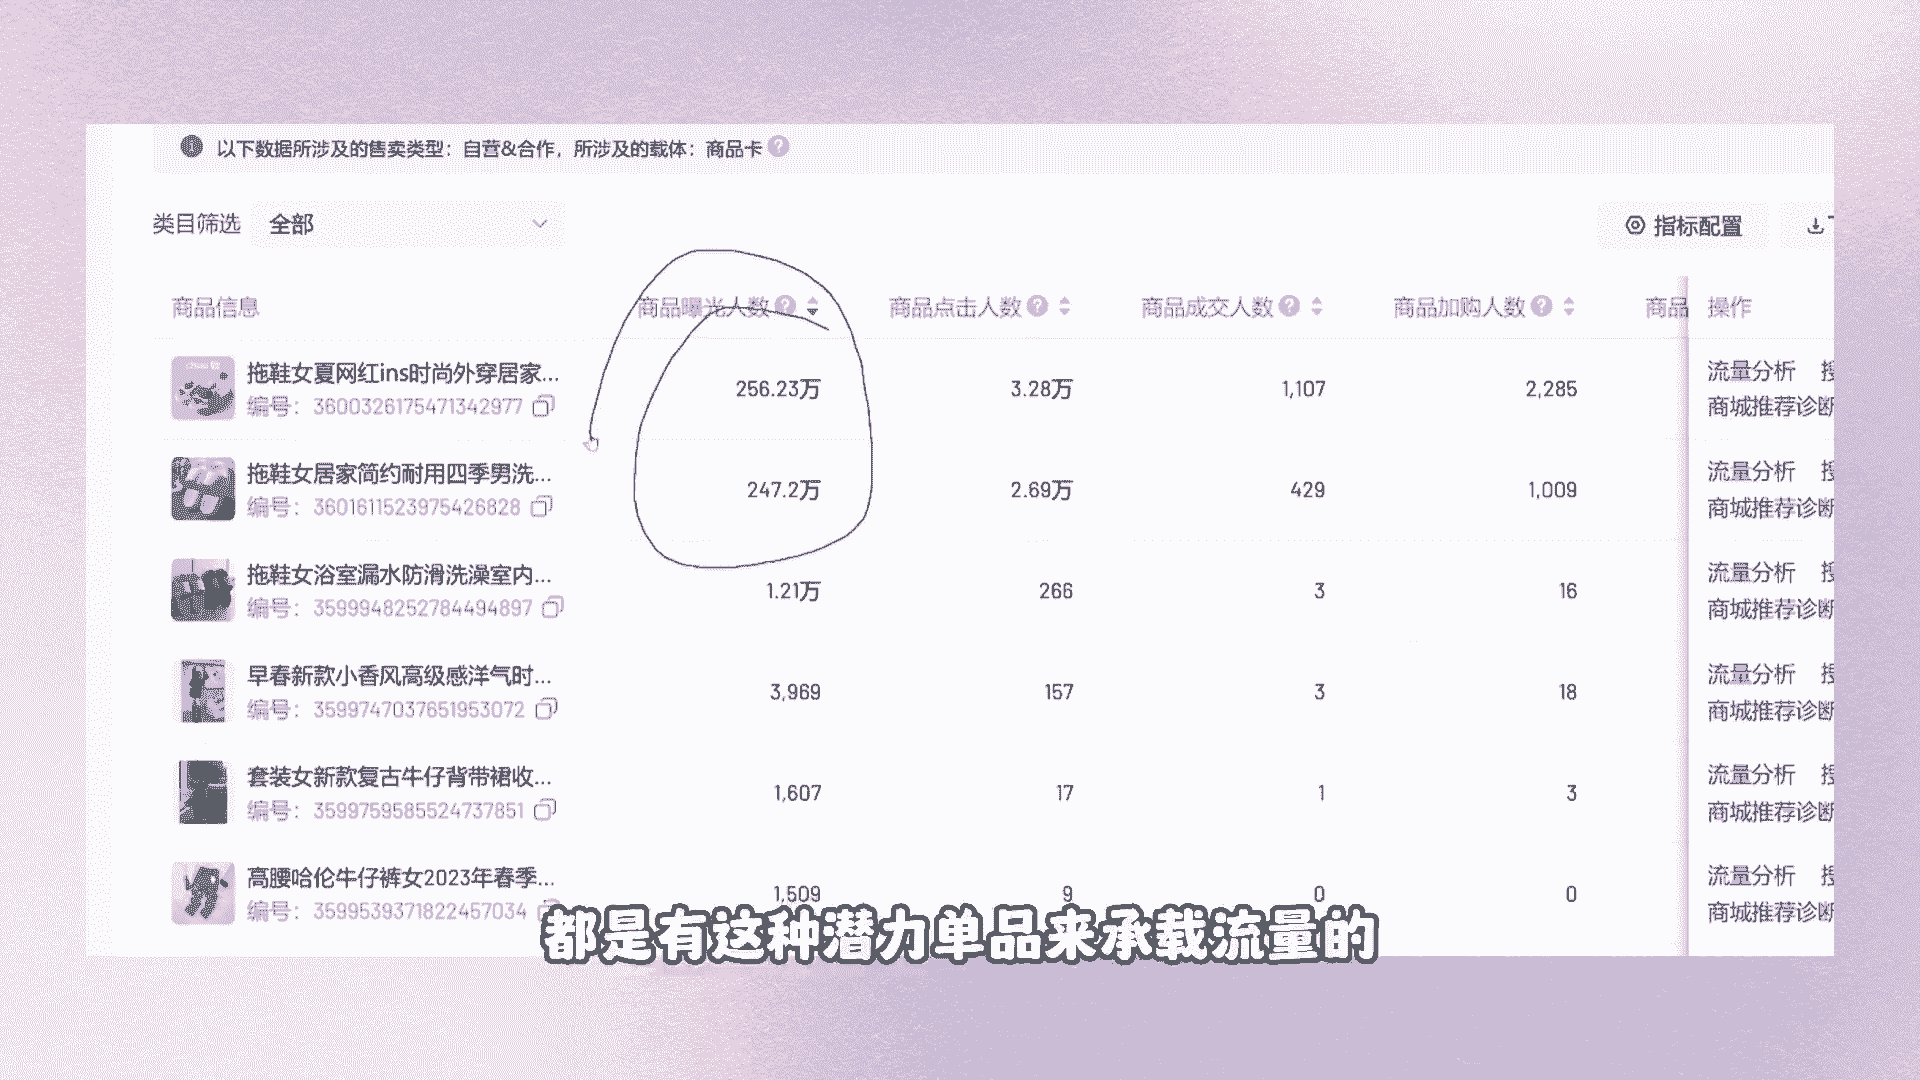 以下数据所涉及的售卖类型：自营&合作，所涉及的载体：商品卡
类目筛选 全部
指标配置
商品信息 商品曝光人数 商品点击人数 商品成交人数 商品加购人数 商品 操作
拖鞋女夏网红ins时尚外穿居家...
编号：3600326175471342977
256.23万 3.28万 1,107 2,285
流量分析
商城推荐诊断
拖鞋女居家简约耐用四季男洗...
编号：3601611523975426828
247.2万 2.69万 429 1,009
流量分析
商城推荐诊断
拖鞋女浴室漏水防滑洗澡室内...
编号：3599948252784494897
1.21万 266 3 16
流量分析
商城推荐诊断
早春新款小香风高级感洋气时...
编号：3599747037651953072
3,969 157 3 18
流量分析
商城推荐诊断
套装女新款复古牛仔背带裙收...
编号：3599759585524737851
1,607 17 1 3
流量分析
商城推荐诊断
高腰哈伦牛仔裤女2023年春季...
编号：3599539371822457034
1,509 9 0 0
流量分析
商城推荐诊断
都是有这种潜力单品来承载流量的